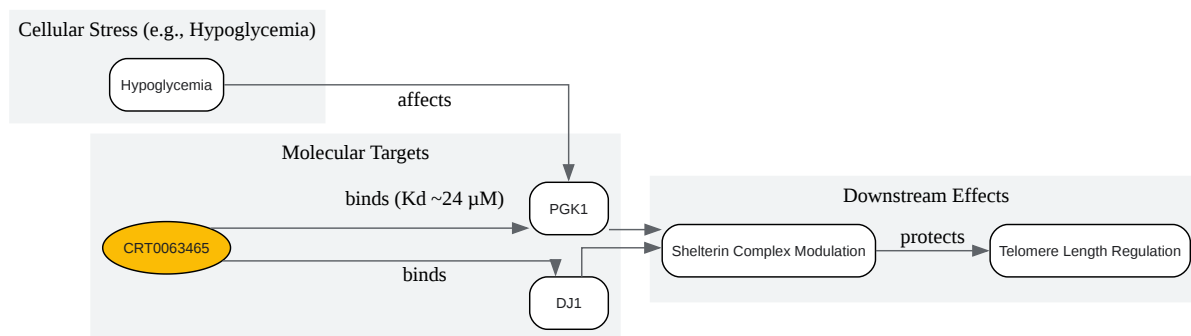 Cellular Stress (e.g., Hypoglycemia)
Hypoglycemia
affects
Molecular Targets
binds (Kd ~24 µM)
PGK1
CRT0063465
binds
DJ1
Downstream Effects
Shelterin Complex Modulation
protects
Telomere Length Regulation